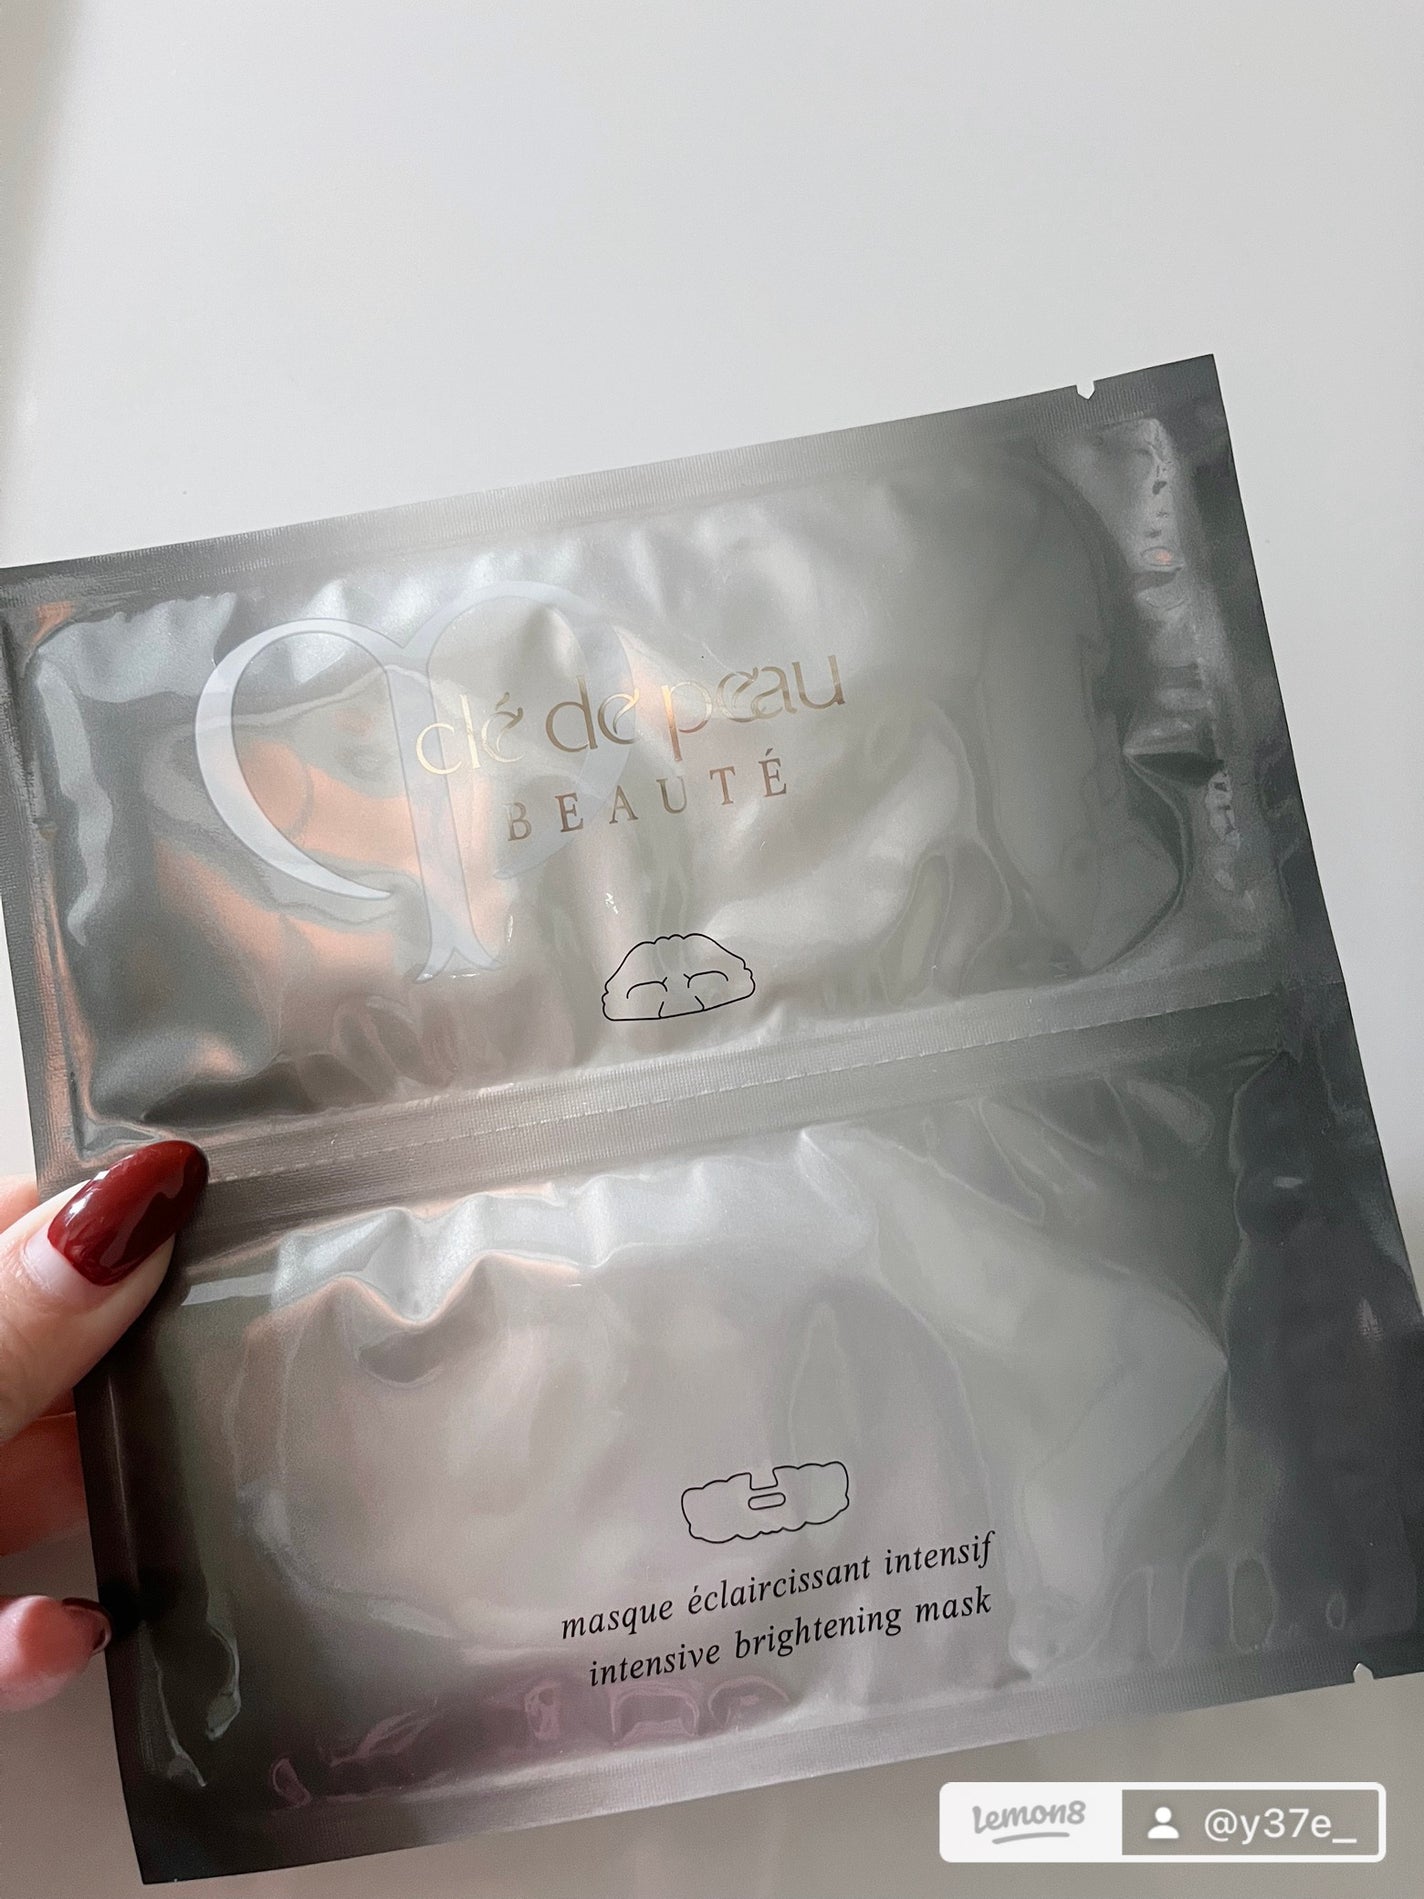 clé de peau
BEAUTÉ
masque éclaircissant intensif
intensive brightening mask
lemon8 @y37e_